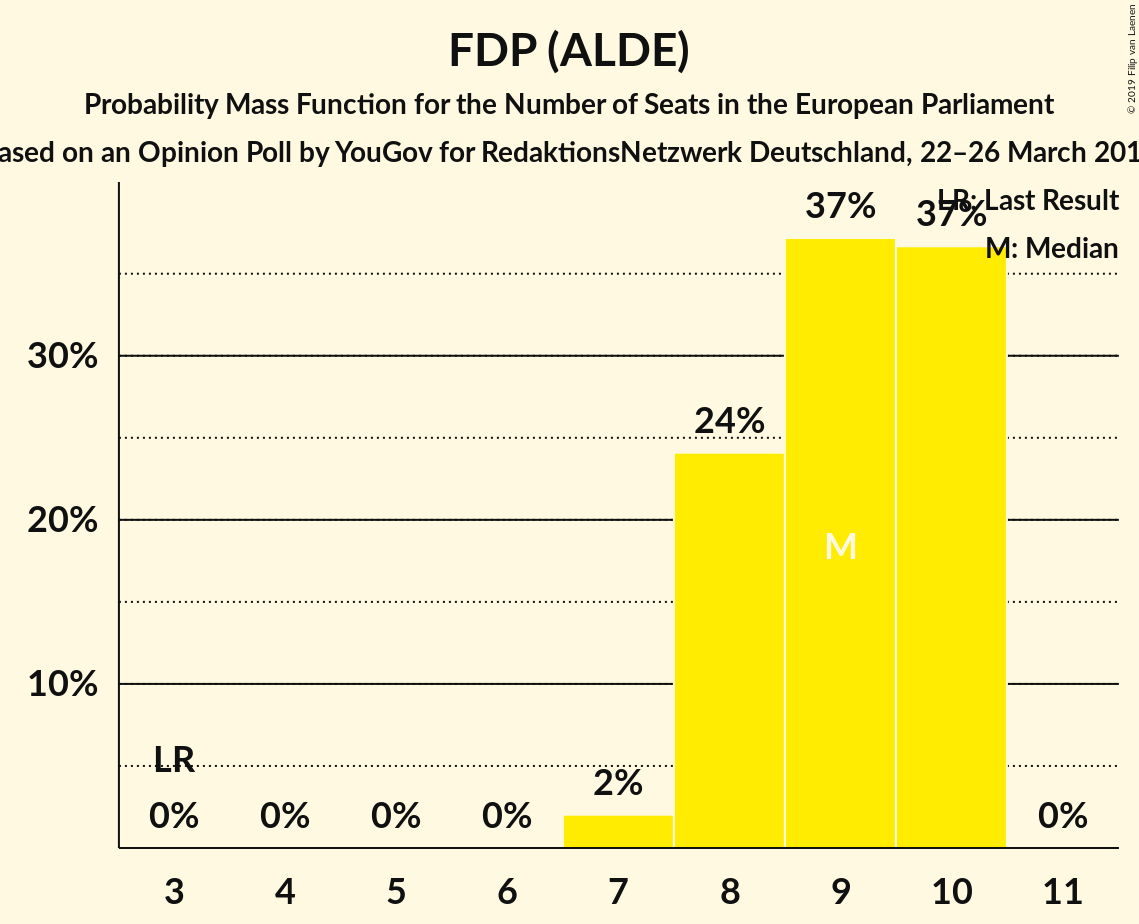 FDP (ALDE)
Probability Mass Function for the Number of Seats in the European Parliament
ased on an Opinion Poll by YouGov for RedaktionsNetzwerk Deutschland, 22–26 March 201
© 2019 Filip van Laenen
LR: Last Result
M: Median
37%
37%
30%
24%
20%
M
10%
LR
2%
0%
0%
0%
0%
0%
3 4 5 6 7 8 9 10 11